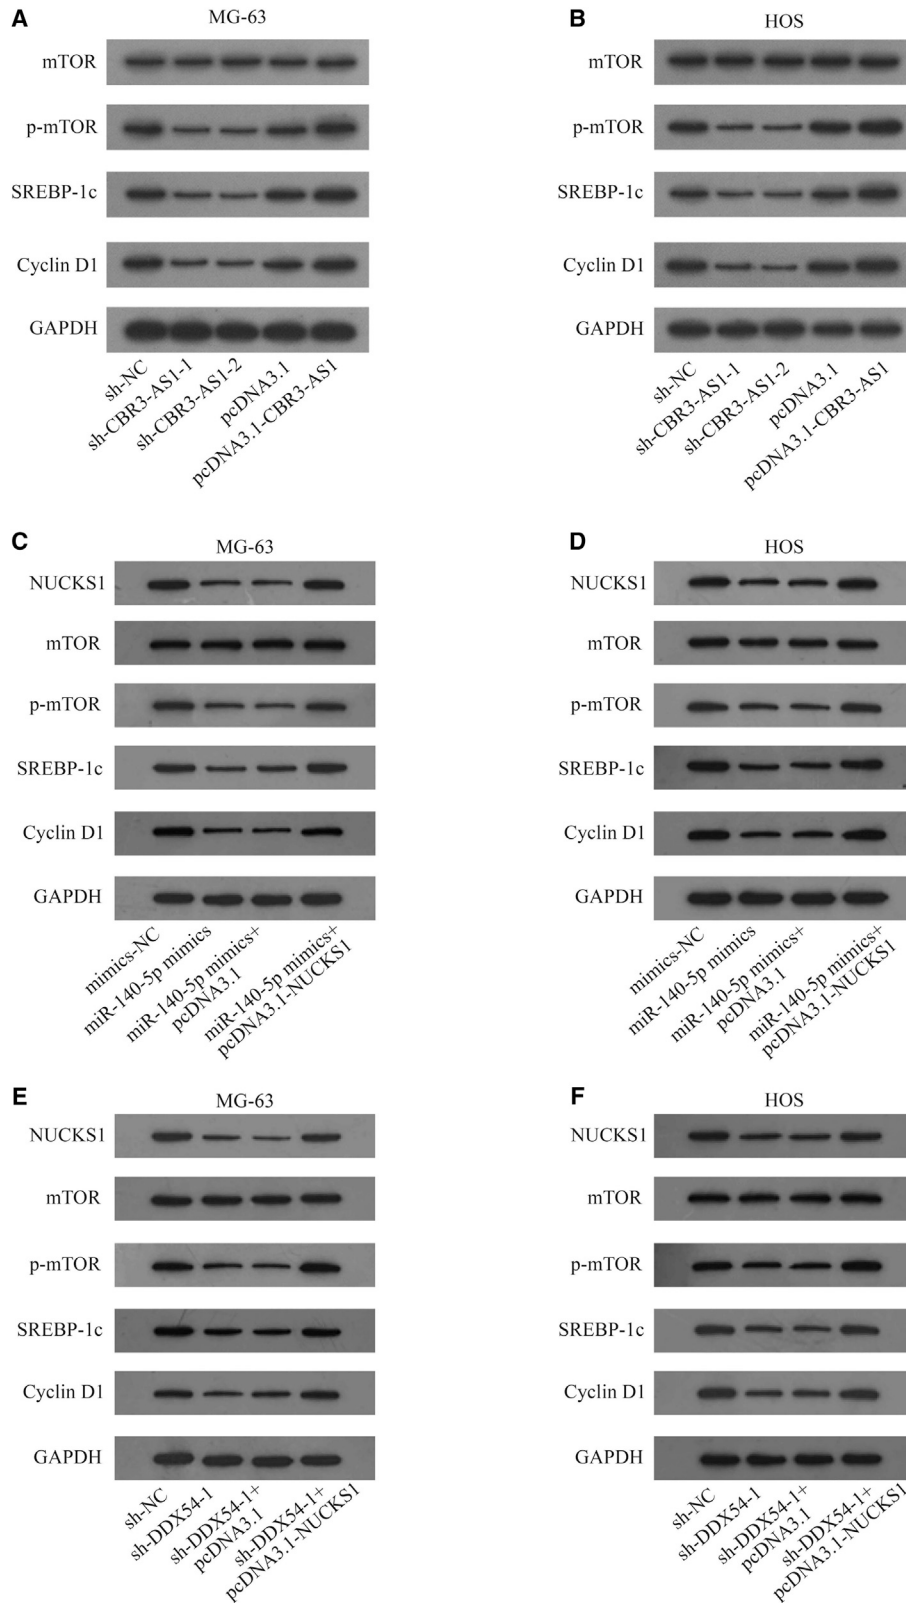 A
MG-63
mTOR
p-mTOR
SREBP-1c
Cyclin D1
GAPDH
sh-NC
sh-CBR3-AS1-1
sh-CBR3-AS1-2
pcDNA3.1
pcDNA3.1-CBR3-AS1
B
HOS
mTOR
p-mTOR
SREBP-1c
Cyclin D1
GAPDH
sh-NC
sh-CBR3-AS1-1
sh-CBR3-AS1-2
pcDNA3.1
pcDNA3.1-CBR3-AS1
C
MG-63
NUCKS1
mTOR
p-mTOR
SREBP-1c
Cyclin D1
GAPDH
mimics-NC
miR-140-5p mimics
miR-140-5p mimics+
pcDNA3.1
miR-140-5p mimics+
pcDNA3.1-NUCKS1
D
HOS
NUCKS1
mTOR
p-mTOR
SREBP-1c
Cyclin D1
GAPDH
mimics-NC
miR-140-5p mimics
miR-140-5p mimics+
pcDNA3.1
miR-140-5p mimics+
pcDNA3.1-NUCKS1
E
MG-63
NUCKS1
mTOR
p-mTOR
SREBP-1c
Cyclin D1
GAPDH
sh-NC
sh-DDX54-1
sh-DDX54-1+
pcDNA3.1
sh-DDX54-1+
pcDNA3.1-NUCKS1
F
HOS
NUCKS1
mTOR
p-mTOR
SREBP-1c
Cyclin D1
GAPDH
sh-NC
sh-DDX54-1
sh-DDX54-1+
pcDNA3.1
sh-DDX54-1+
pcDNA3.1-NUCKS1